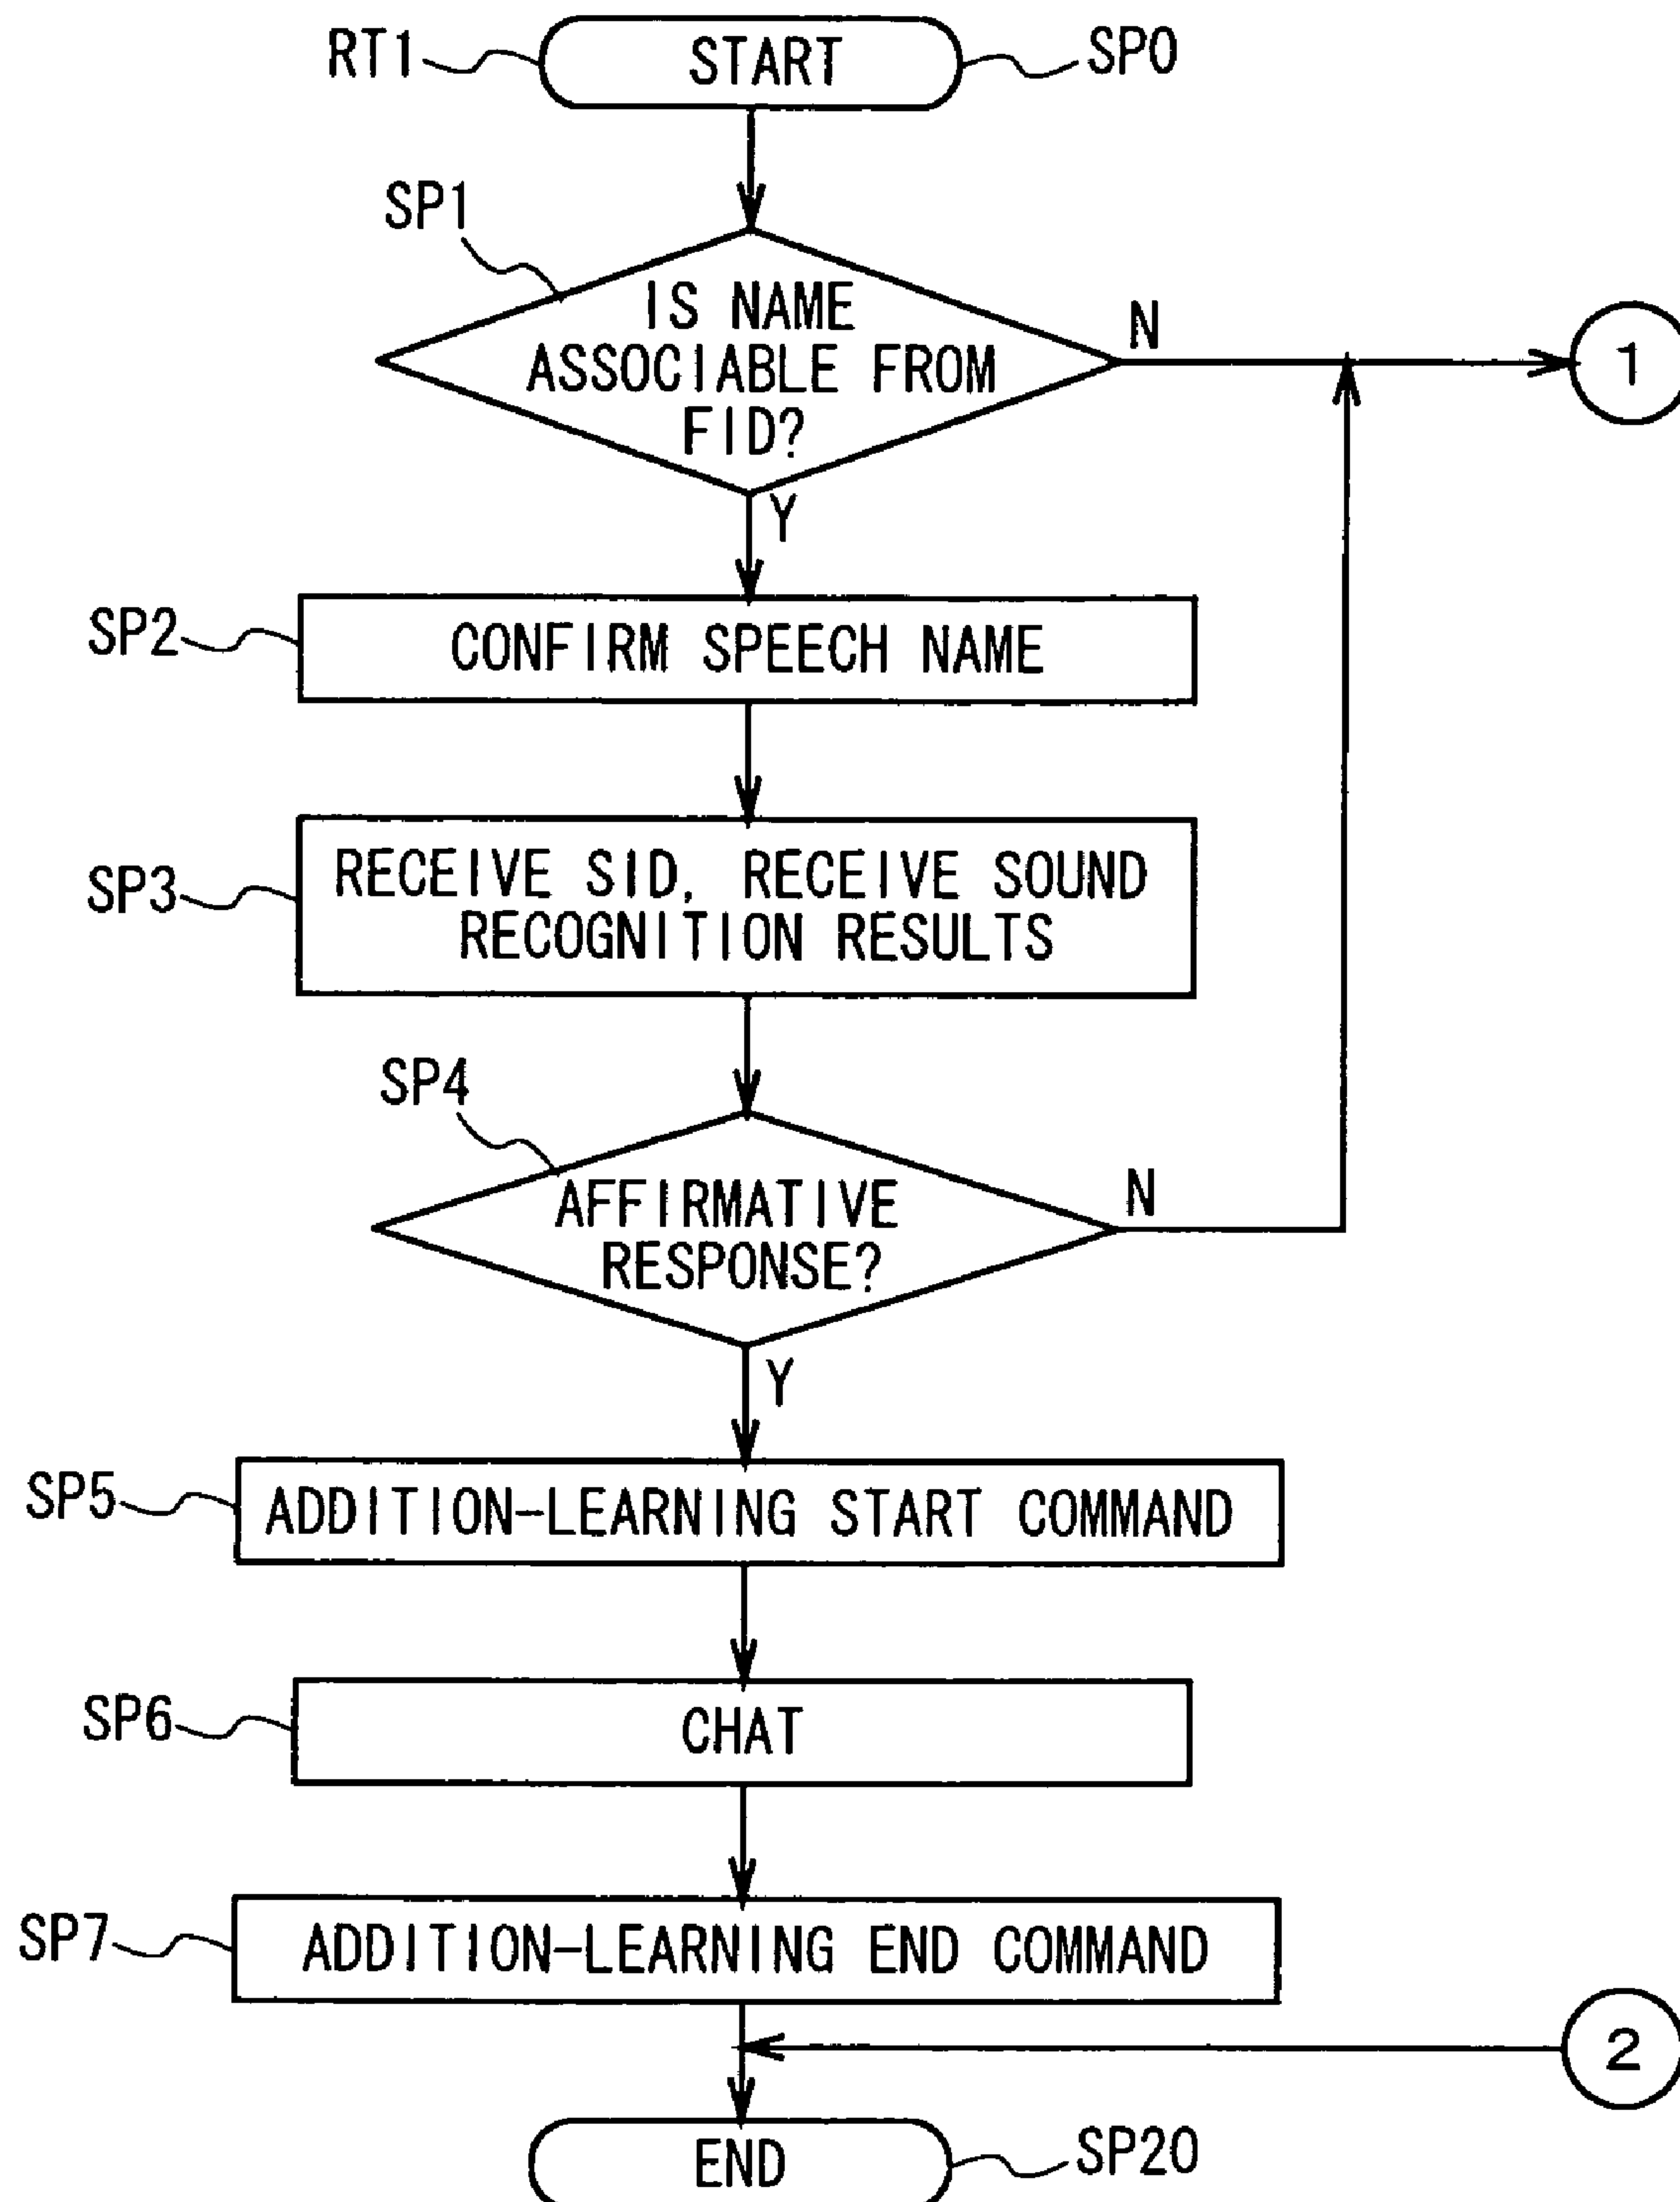 RT1
START
SP0
SP1
IS NAME
ASSOCIABLE FROM
FID?
N
1
Y
SP2
CONFIRM SPEECH NAME
SP3
RECEIVE SID, RECEIVE SOUND
RECOGNITION RESULTS
SP4
AFFIRMATIVE
RESPONSE?
N
Y
SP5
ADDITION-LEARNING START COMMAND
SP6
CHAT
SP7
ADDITION-LEARNING END COMMAND
2
END
SP20